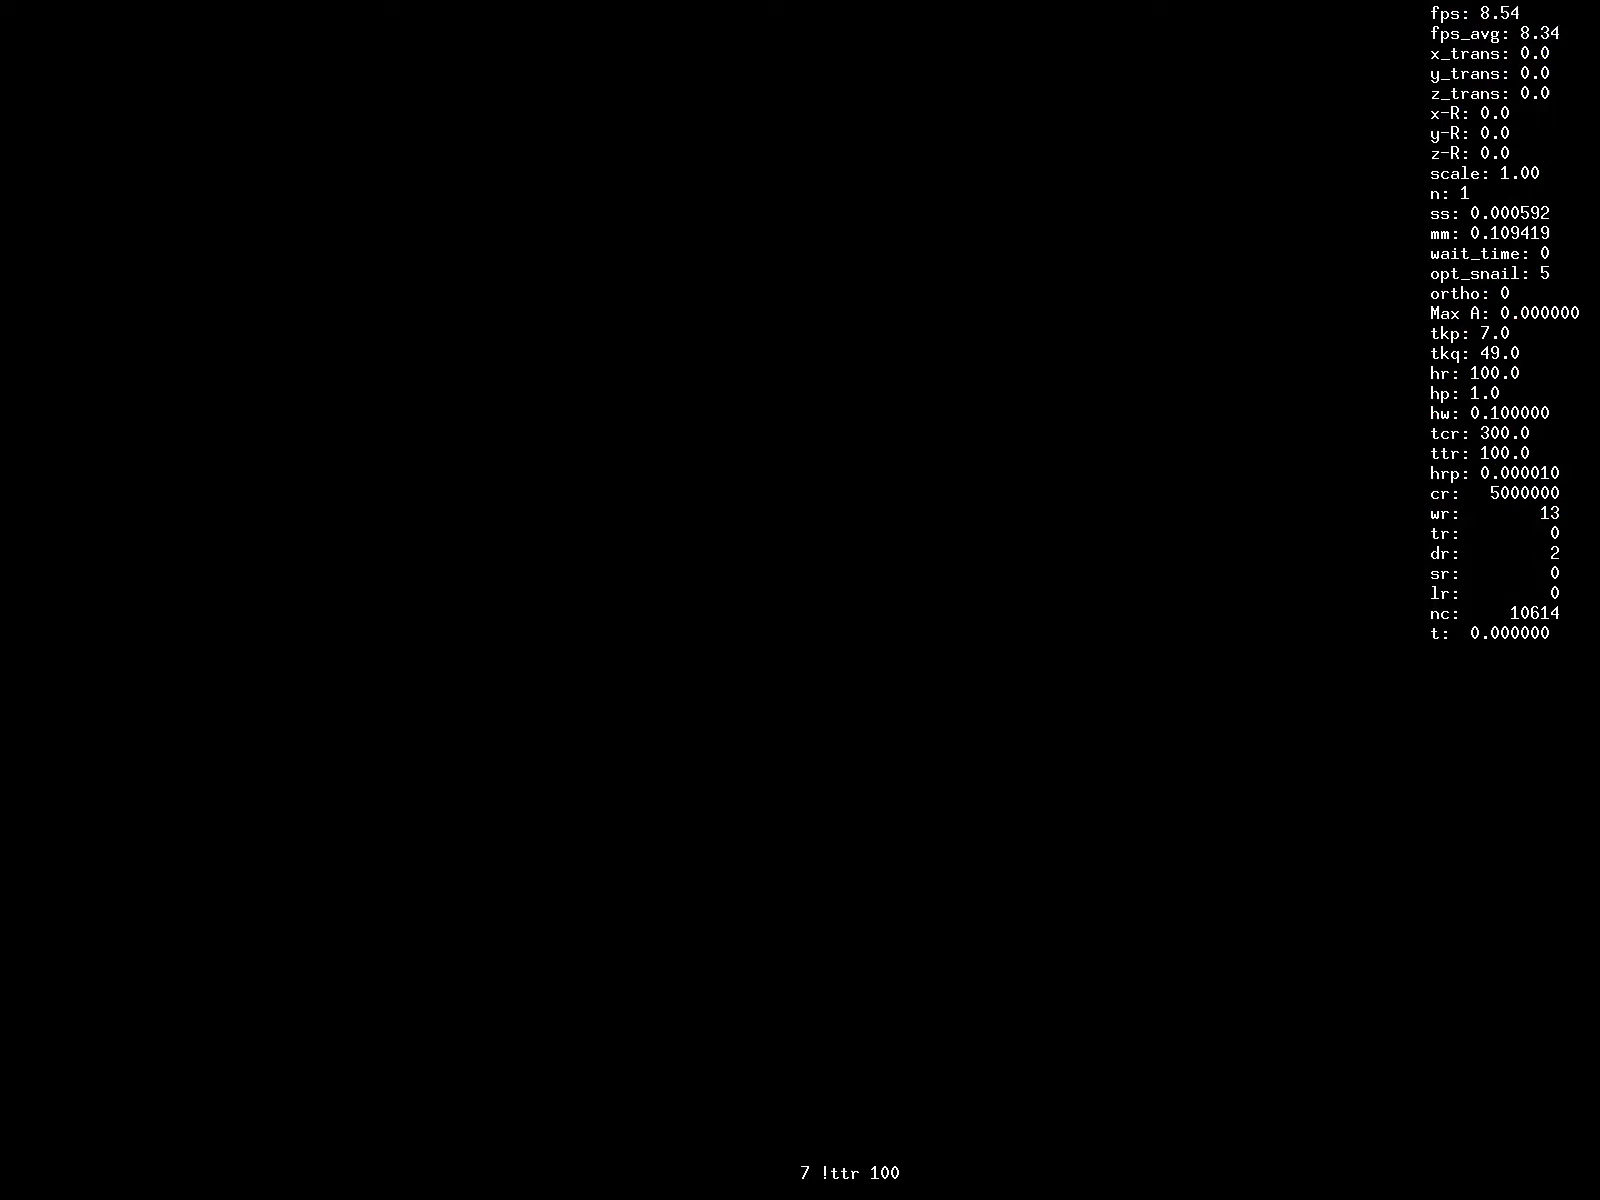 fps: 8.54
fps_avg: 8.34
x_trans: 0.0
y_trans: 0.0
z_trans: 0.0
x-R: 0.0
y-R: 0.0
z-R: 0.0
scale: 1.00
n: 1
ss: 0.000592
mm: 0.109419
wait_time: 0
opt_snail: 5
ortho: 0
Max A: 0.000000
tkp: 7.0
tkq: 49.0
hr: 100.0
hp: 1.0
hw: 0.100000
tcr: 300.0
ttr: 100.0
hrp: 0.000010
cr:   5000000
wr:        13
tr:         0
dr:         2
sr:         0
lr:         0
nc:     10614
t:  0.000000
7 !ttr 100